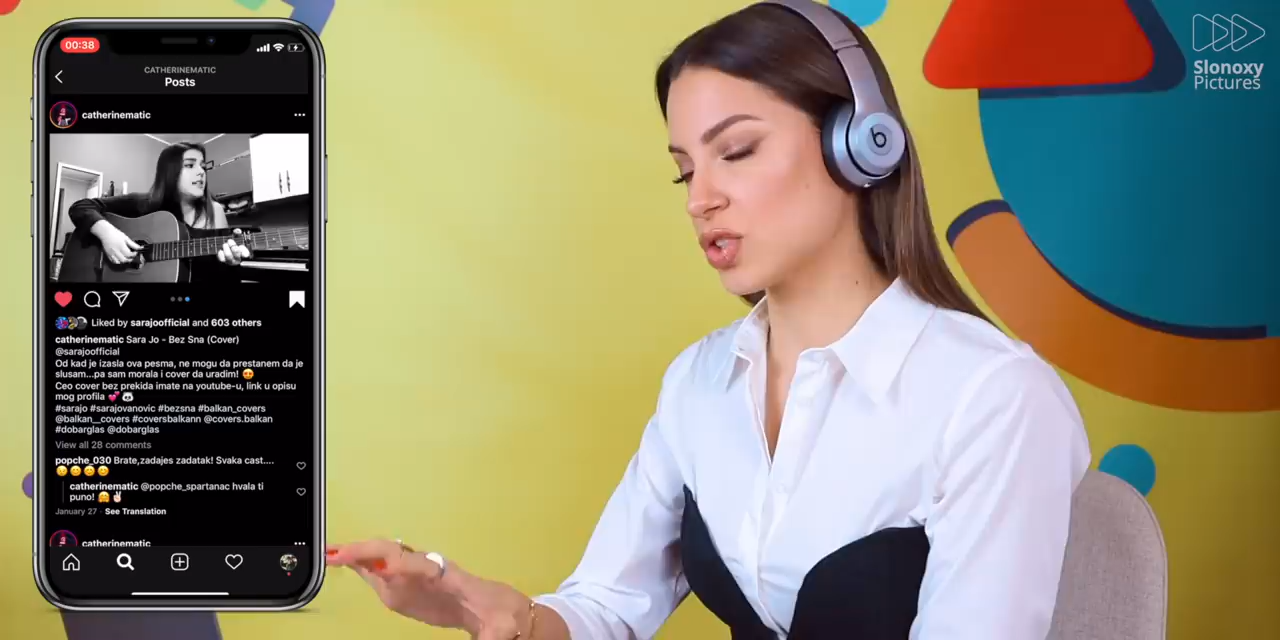 00:38
CATHERINEMATIC
Posts
catherinematic
Liked by sarajoofficial and 603 others
catherinematic Sara Jo - Bez Sna (Cover)
@sarajoofficial
Od kad je izasla ova pesma, ne mogu da prestanem da je
slusam...pa sam morala i cover da uradim! 😍
Ceo cover bez prekida imate na youtube-u, link u opisu
mog profila 💕🐼
#sarajo #sarajovanovic #bezsna #balkan_covers
@balkan__covers #coversbalkann @covers.balkan
#dobarglas @dobarglas
View all 28 comments
popche_030 Brate,zadajes zadatak! Svaka cast....
😉😊😊😊
catherinematic @popche_spartanac hvala ti
puno! 🤗✌🏻
January 27 · See Translation
catherinematic
b
Slonoxy
Pictures